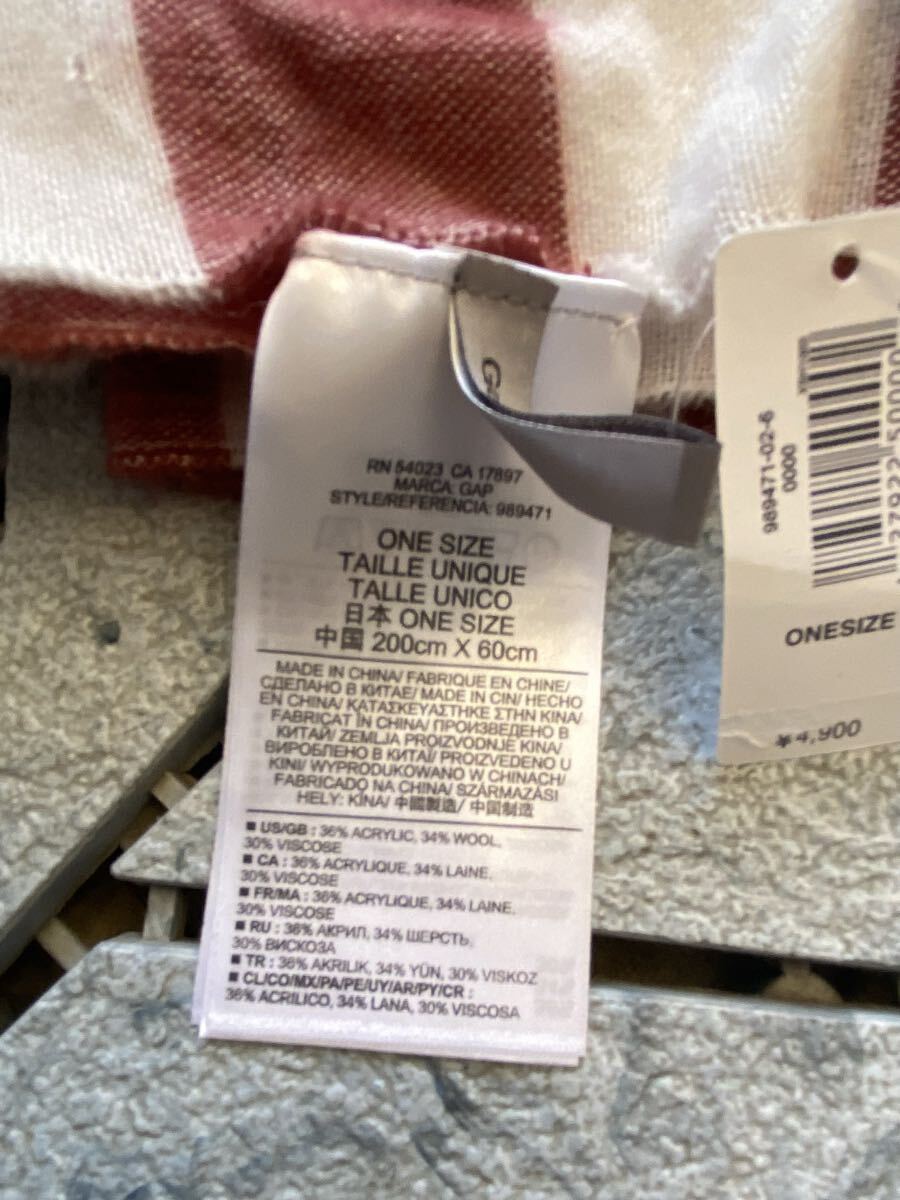 RN 54023 CA 17897
MARCA: GAP
STYLE/REFERENCIA: 989471
ONE SIZE
TAILLE UNIQUE
TALLE UNICO
日本 ONE SIZE
中国 200cm X 60cm
MADE IN CHINA/ FABRIQUE EN CHINE/
СДЕЛАНО В КИТАЕ/ MADE IN CIN/ HECHO
EN CHINA/ ΚΑΤΑΣΚΕΥΑΣΤΗΚΕ ΣΤΗΝ ΚΙΝΑ/
FABRICAT ÎN CHINA/ ПРОИЗВЕДЕНО В
КИТАЙ/ ZEMLJA PROIZVODNJE KINA/
ВИРОБЛЕНО В КИТАЇ/ PROIZVEDENO U
KINI/ WYPRODUKOWANO W CHINACH/
FABRICADO NA CHINA/ SZÁRMAZÁSI
HELY: KÍNA/ 中國製造/ 中国制造
■ US/GB : 36% ACRYLIC, 34% WOOL,
30% VISCOSE
■ CA : 36% ACRYLIQUE, 34% LAINE,
30% VISCOSE
■ FR/MA : 36% ACRYLIQUE, 34% LAINE,
30% VISCOSE
■ RU : 36% АКРИЛ, 34% ШЕРСТЬ,
30% ВИСКОЗА
■ TR : 36% AKRILIK, 34% YÜN, 30% VISKOZ
■ CL/CO/MX/PA/PE/UY/AR/PY/CR :
36% ACRILICO, 34% LANA, 30% VISCOSA
G
989471-02-6
0000
27922 50000
ONESIZE
¥4,900